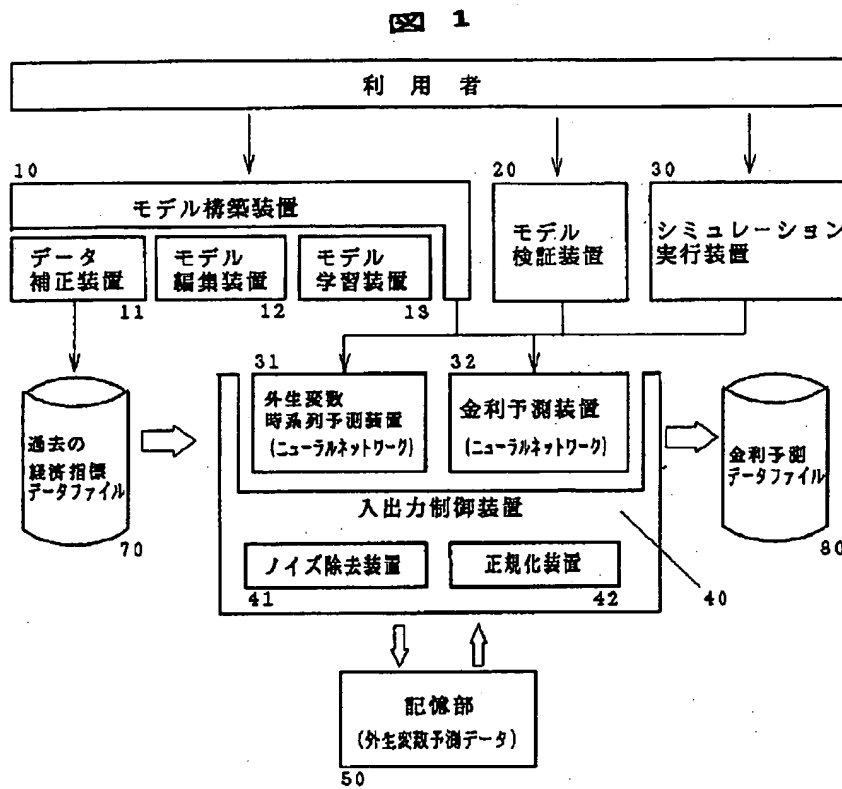 図 1
利 用 者
10
モデル構築装置
データ
補正装置
11
モデル
編集装置
12
モデル
学習装置
13
20
モデル
検証装置
30
シミュレーション
実行装置
31
外生変数
時系列予測装置
(ニューラルネットワーク)
32
金利予測装置
(ニューラルネットワーク)
過去の
経済指標
データファイル
70
入出力制御装置
ノイズ除去装置
41
正規化装置
42
40
金利予測
データファイル
80
記憶部
(外生変数予測データ)
50